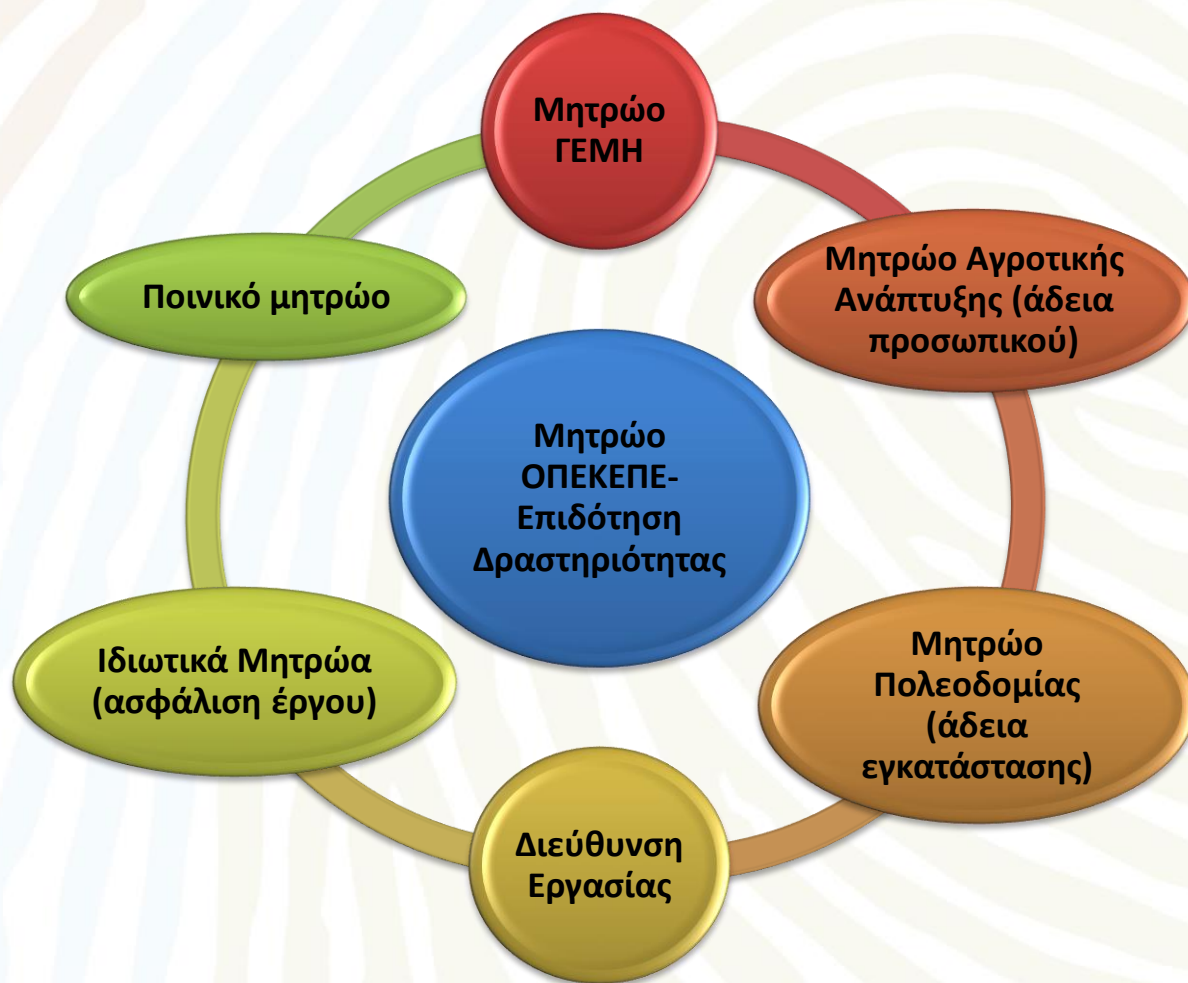 Μητρώο
ΓΕΜΗ
Μητρώο Αγροτικής
Ανάπτυξης (άδεια
προσωπικού)
Ποινικό μητρώο
Μητρώο
ΟΠΕΚΕΠΕ-
Επιδότηση
Δραστηριότητας
Ιδιωτικά Μητρώα
(ασφάλιση έργου)
Μητρώο
Πολεοδομίας
(άδεια
εγκατάστασης)
Διεύθυνση
Εργασίας